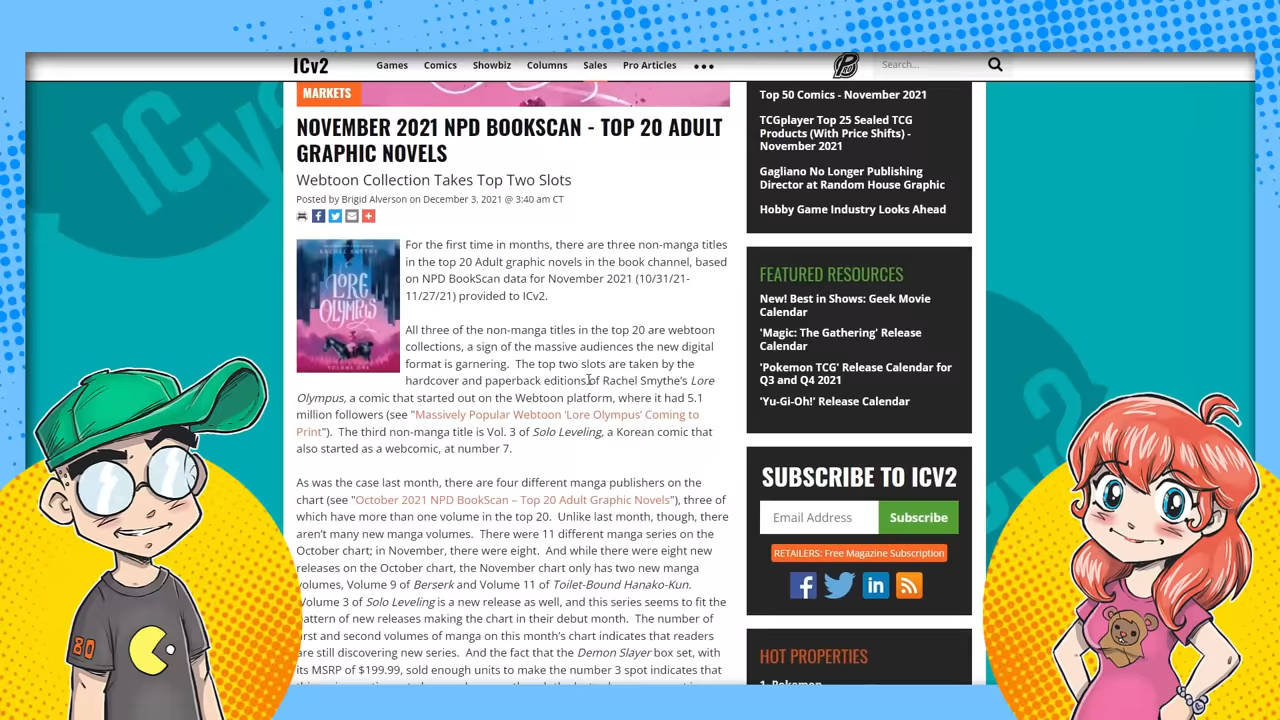 ICv2
Games Comics Showbiz Columns Sales Pro Articles •••
Search...
MARKETS
NOVEMBER 2021 NPD BOOKSCAN - TOP 20 ADULT
GRAPHIC NOVELS
Webtoon Collection Takes Top Two Slots
Posted by Brigid Alverson on December 3, 2021 @ 3:40 am CT
RACHEL SMYTHE
LORE
OLYMPUS
VOLUME ONE
For the first time in months, there are three non-manga titles
in the top 20 Adult graphic novels in the book channel, based
on NPD BookScan data for November 2021 (10/31/21-
11/27/21) provided to ICv2.
All three of the non-manga titles in the top 20 are webtoon
collections, a sign of the massive audiences the new digital
format is garnering. The top two slots are taken by the
hardcover and paperback editions of Rachel Smythe's Lore
Olympus, a comic that started out on the Webtoon platform, where it had 5.1
million followers (see "Massively Popular Webtoon 'Lore Olympus' Coming to
Print"). The third non-manga title is Vol. 3 of Solo Leveling, a Korean comic that
also started as a webcomic, at number 7.
As was the case last month, there are four different manga publishers on the
chart (see "October 2021 NPD BookScan – Top 20 Adult Graphic Novels"), three of
which have more than one volume in the top 20. Unlike last month, though, there
aren't many new manga volumes. There were 11 different manga series on the
October chart; in November, there were eight. And while there were eight new
releases on the October chart, the November chart only has two new manga
volumes, Volume 9 of Berserk and Volume 11 of Toilet-Bound Hanako-Kun.
Volume 3 of Solo Leveling is a new release as well, and this series seems to fit the
pattern of new releases making the chart in their debut month. The number of
first and second volumes of manga on this month's chart indicates that readers
are still discovering new series. And the fact that the Demon Slayer box set, with
its MSRP of $199.99, sold enough units to make the number 3 spot indicates that
Top 50 Comics - November 2021
TCGplayer Top 25 Sealed TCG
Products (With Price Shifts) -
November 2021
Gagliano No Longer Publishing
Director at Random House Graphic
Hobby Game Industry Looks Ahead
FEATURED RESOURCES
New! Best in Shows: Geek Movie
Calendar
'Magic: The Gathering' Release
Calendar
'Pokemon TCG' Release Calendar for
Q3 and Q4 2021
'Yu-Gi-Oh!' Release Calendar
SUBSCRIBE TO ICV2
Email Address Subscribe
RETAILERS: Free Magazine Subscription
HOT PROPERTIES
1. Pokemon
80